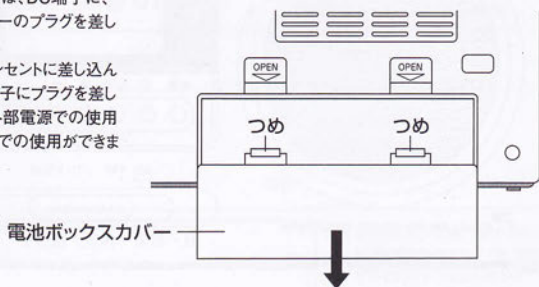 は、DC端子に、
ーのプラグを差し
ンセントに差し込ん
子にプラグを差し
部電源での使用
での使用ができま
OPEN
OPEN
つめ
つめ
電池ボックスカバー